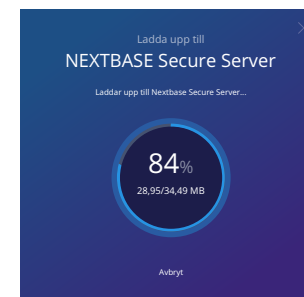 Ladda upp till
NEXTBASE Secure Server
Laddar upp till Nextbase Secure Server...
84%
28,95/34,49 MB
Avbryt